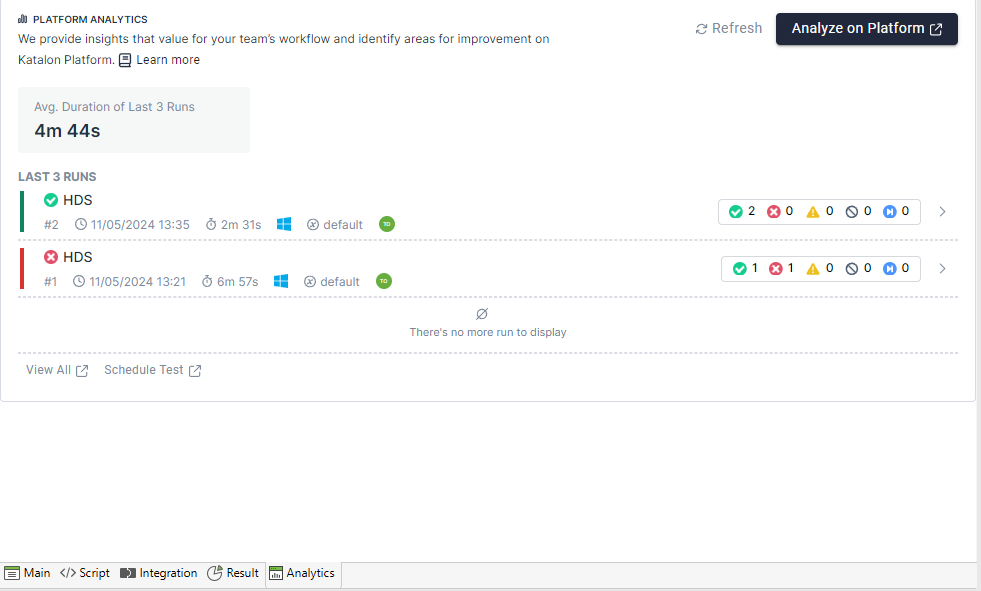 PLATFORM ANALYTICS
We provide insights that value for your team's workflow and identify areas for improvement on
Katalon Platform. Learn more
Refresh
Analyze on Platform
Avg. Duration of Last 3 Runs
4m 44s
LAST 3 RUNS
HDS
#2 11/05/2024 13:35 2m 31s default TO
2 0 0 0 0
HDS
#1 11/05/2024 13:21 6m 57s default TO
1 1 0 0 0
There's no more run to display
View All Schedule Test
Main Script Integration Result Analytics